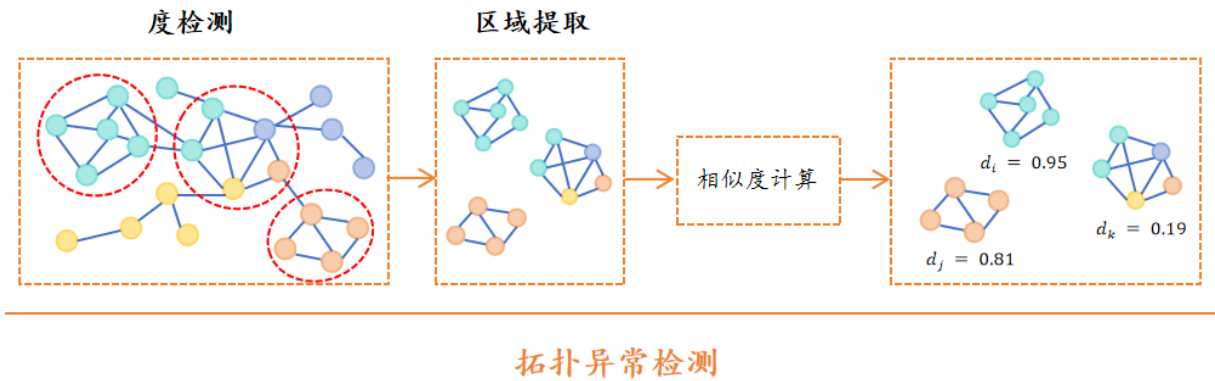 度检测
区域提取
相似度计算
d_i = 0.95
d_k = 0.19
d_j = 0.81
拓扑异常检测